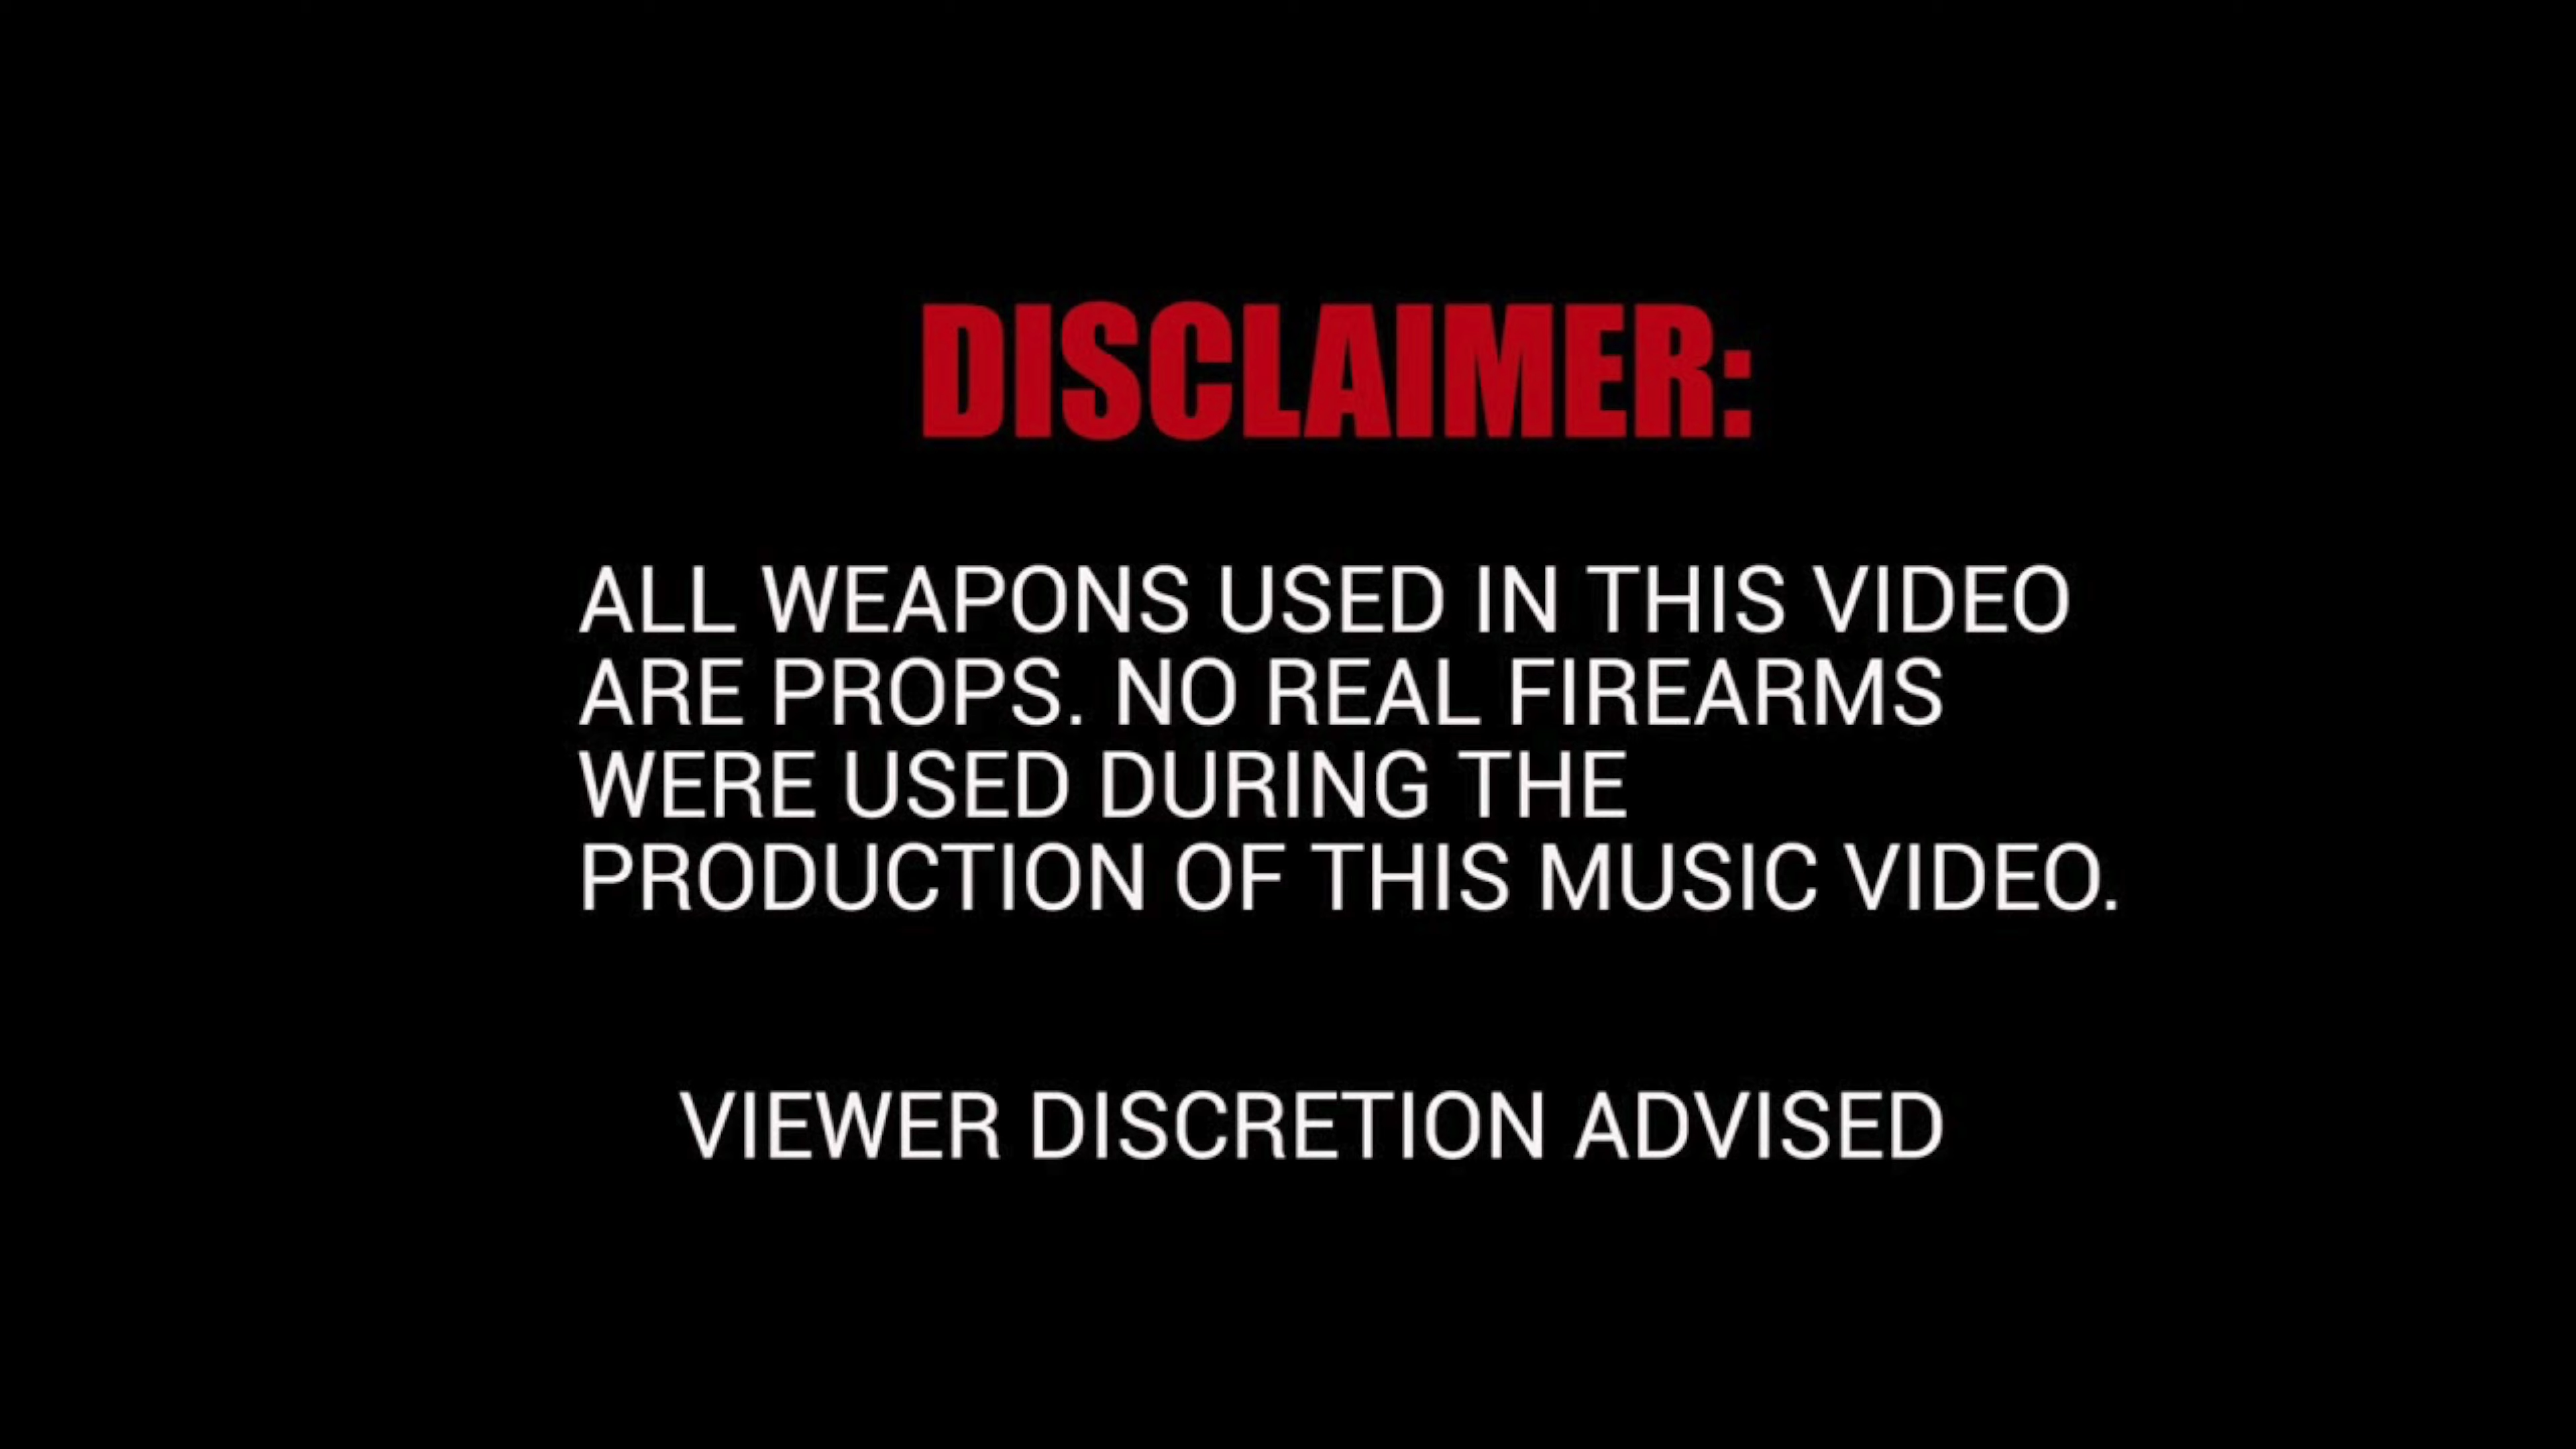 DISCLAIMER:
ALL WEAPONS USED IN THIS VIDEO
ARE PROPS. NO REAL FIREARMS
WERE USED DURING THE
PRODUCTION OF THIS MUSIC VIDEO.
VIEWER DISCRETION ADVISED